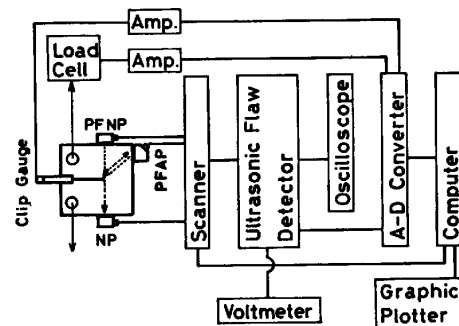 Amp.
Load
Cell
Amp.
PFNP
PFAP
Clip Gauge
NP
Scanner
Ultrasonic Flaw
Detector
Oscilloscope
A-D Converter
Computer
Voltmeter
Graphic
Plotter